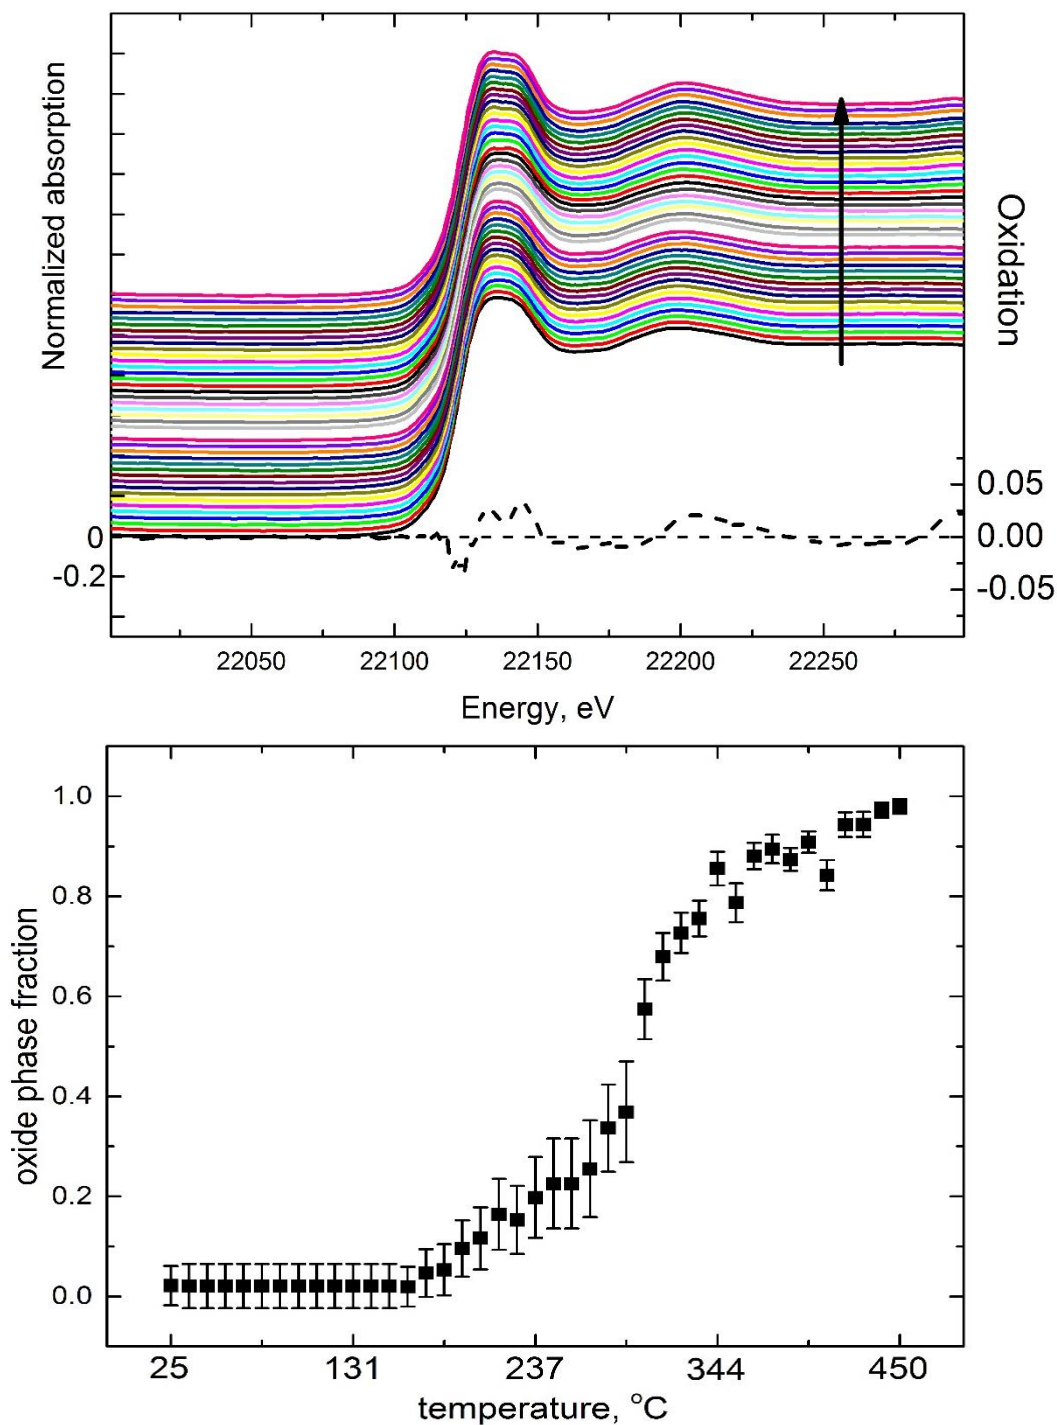 Normalized absorption
Oxidation
0
-0.2
0.05
0.00
-0.05
22050 22100 22150 22200 22250
Energy, eV
oxide phase fraction
1.0
0.8
0.6
0.4
0.2
0.0
25 131 237 344 450
temperature, °C